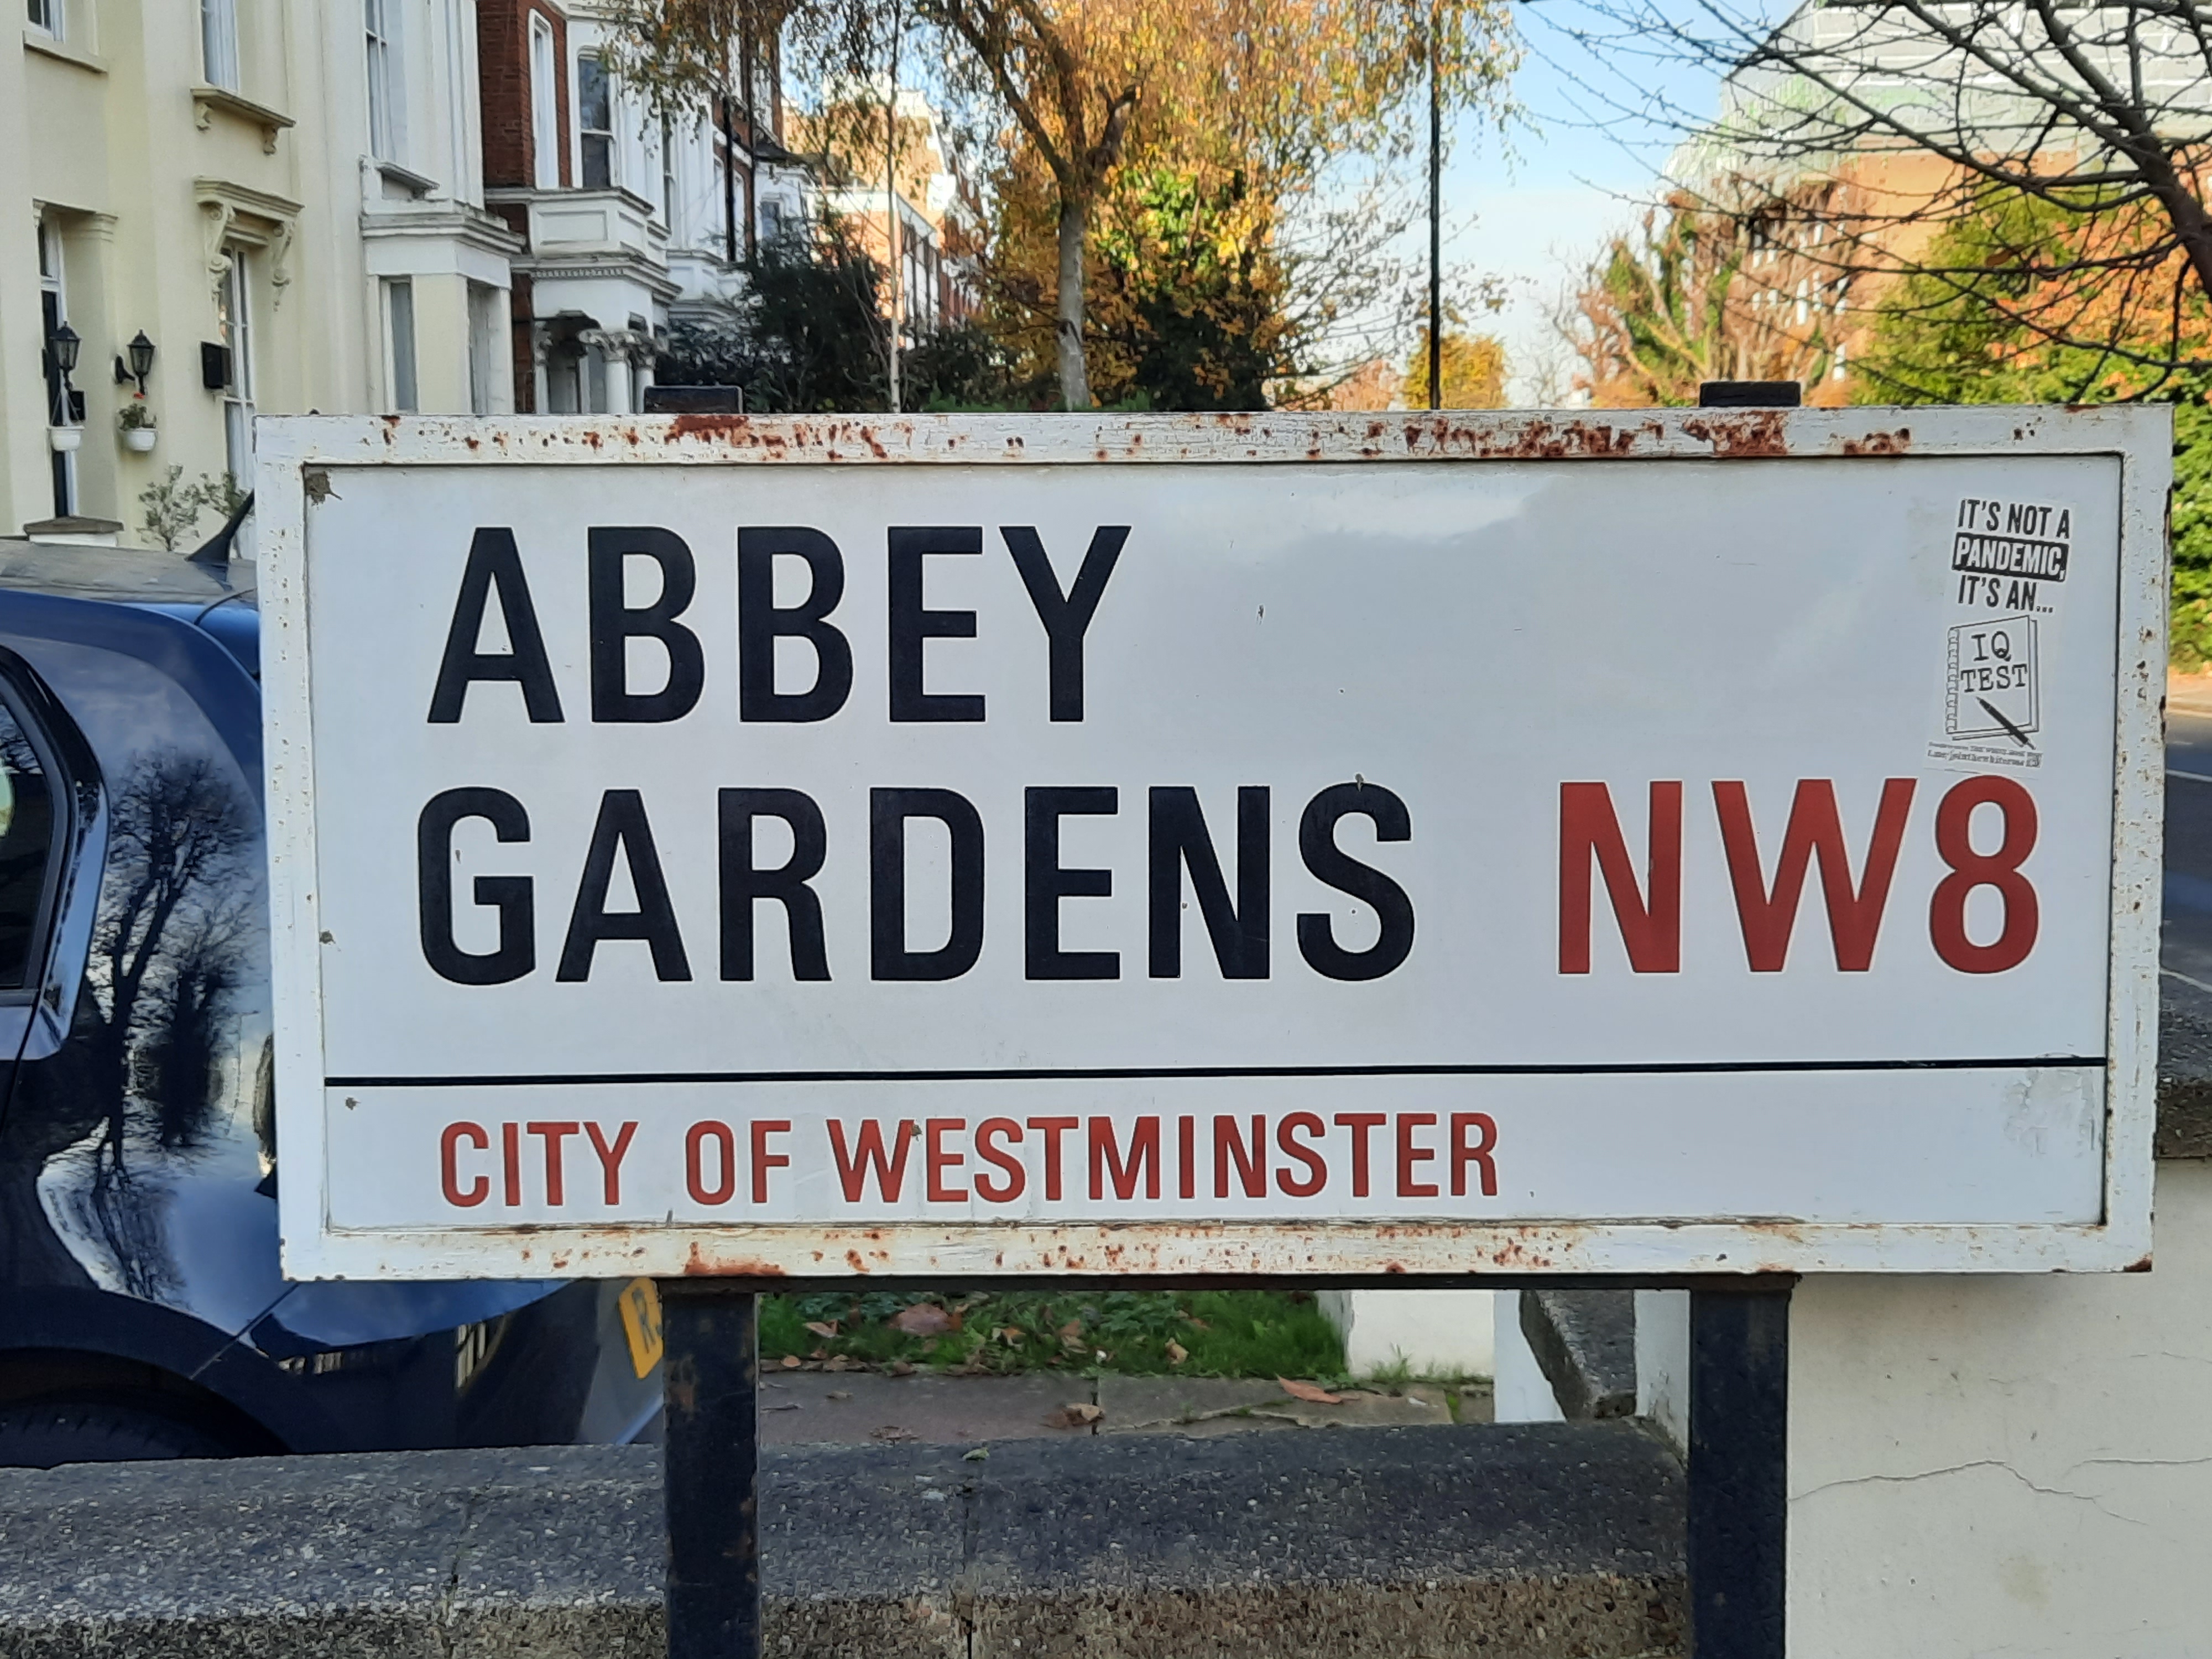 ABBEY
GARDENS NW8
CITY OF WESTMINSTER
IT'S NOT A
PANDEMIC,
IT'S AN...
IQ
TEST
R